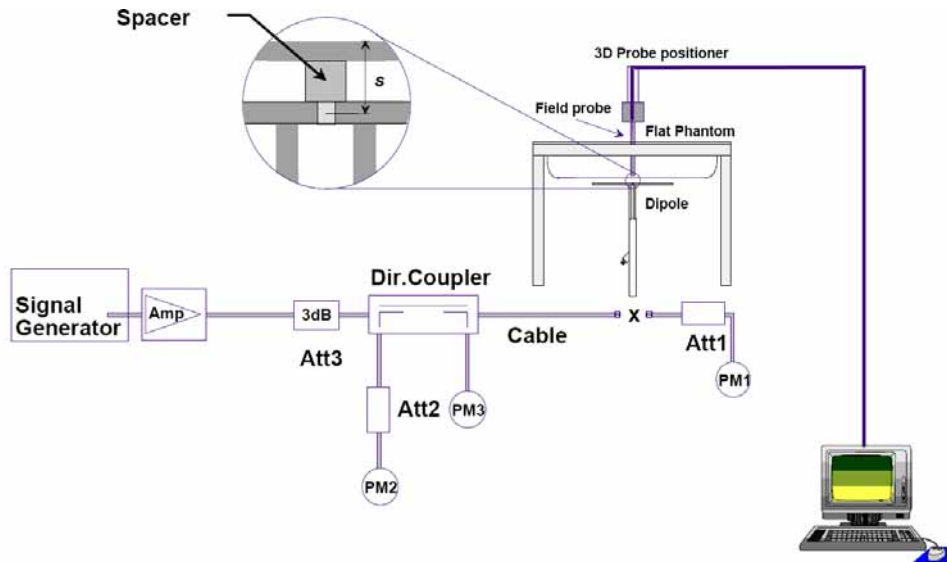 Spacer
s
3D Probe positioner
Field probe
Flat Phantom
Dipole
Signal
Generator
Amp
3dB
Att3
Dir.Coupler
Cable
X
Att1
PM1
Att2
PM3
PM2